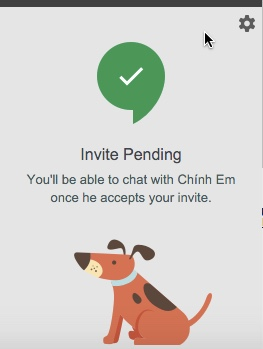 Invite Pending
You'll be able to chat with Chính Em
once he accepts your invite.